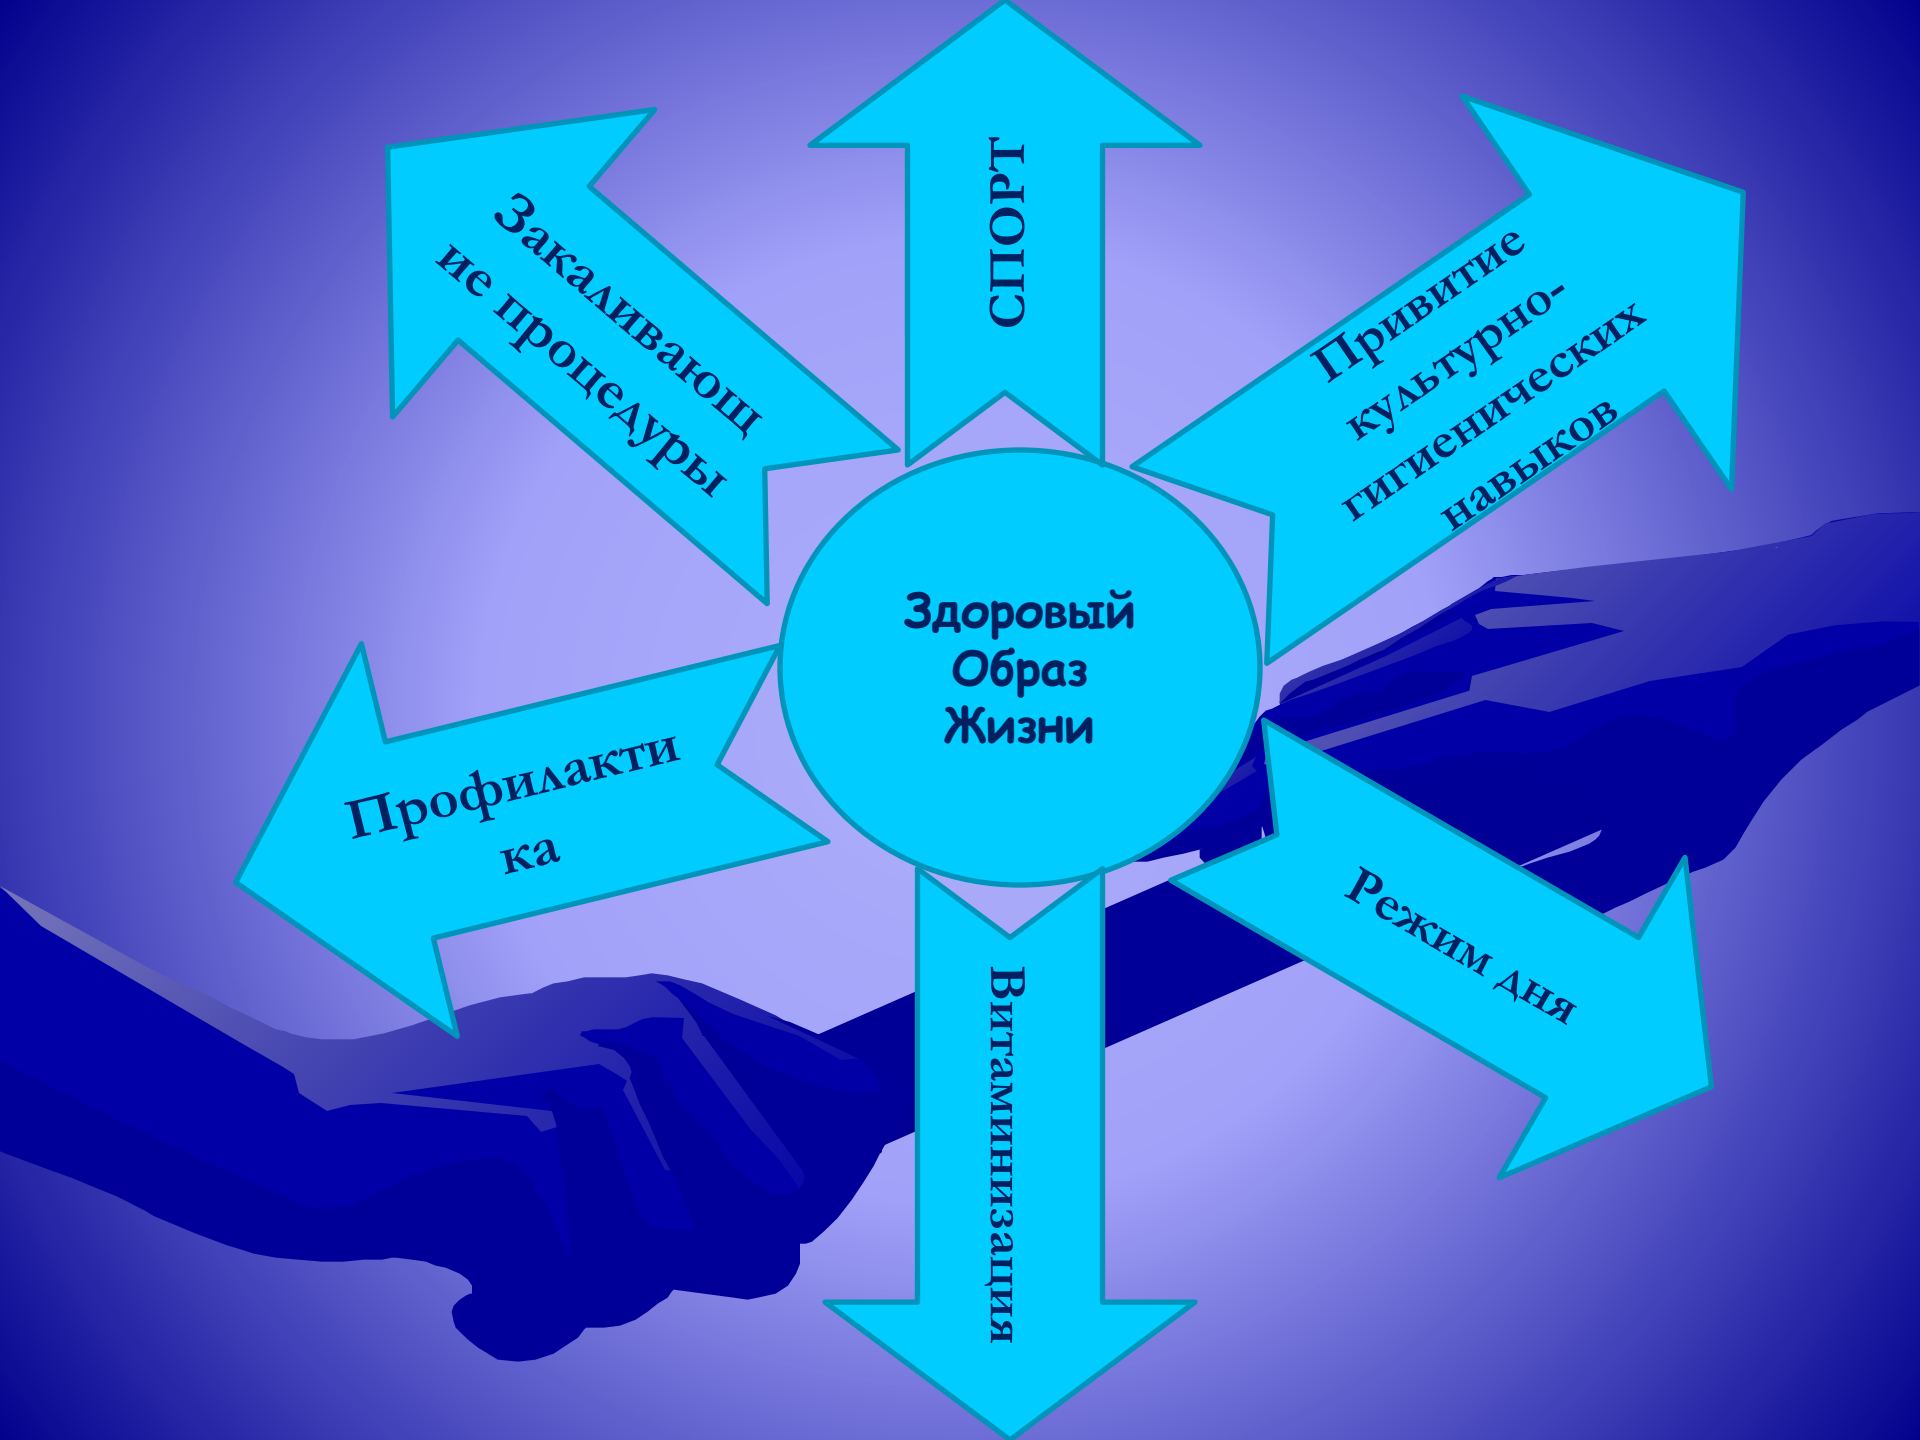 СПОРТ
Закаливающ
ие процедуры
Привитие
культурно-
гигиенических
навыков
Здоровый
Образ
Жизни
Профилакти
ка
Режим дня
Витаминизация